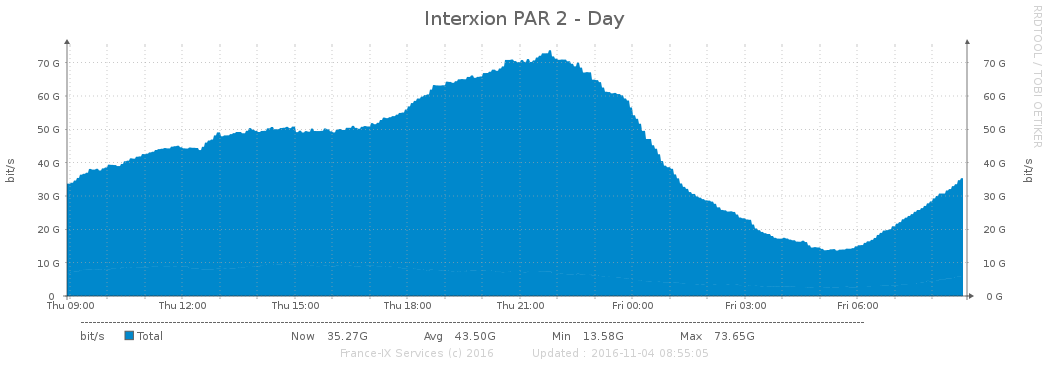 Interxion PAR 2 - Day
RRDTOOL / TOBI OETIKER
bit/s
70 G 70 G
60 G 60 G
50 G 50 G
40 G 40 G
30 G 30 G
20 G 20 G
10 G 10 G
0 0 G
bit/s
Thu 09:00 Thu 12:00 Thu 15:00 Thu 18:00 Thu 21:00 Fri 00:00 Fri 03:00 Fri 06:00
bit/s Total Now 35.27G Avg 43.50G Min 13.58G Max 73.65G
France-IX Services (c) 2016 Updated : 2016-11-04 08:55:05